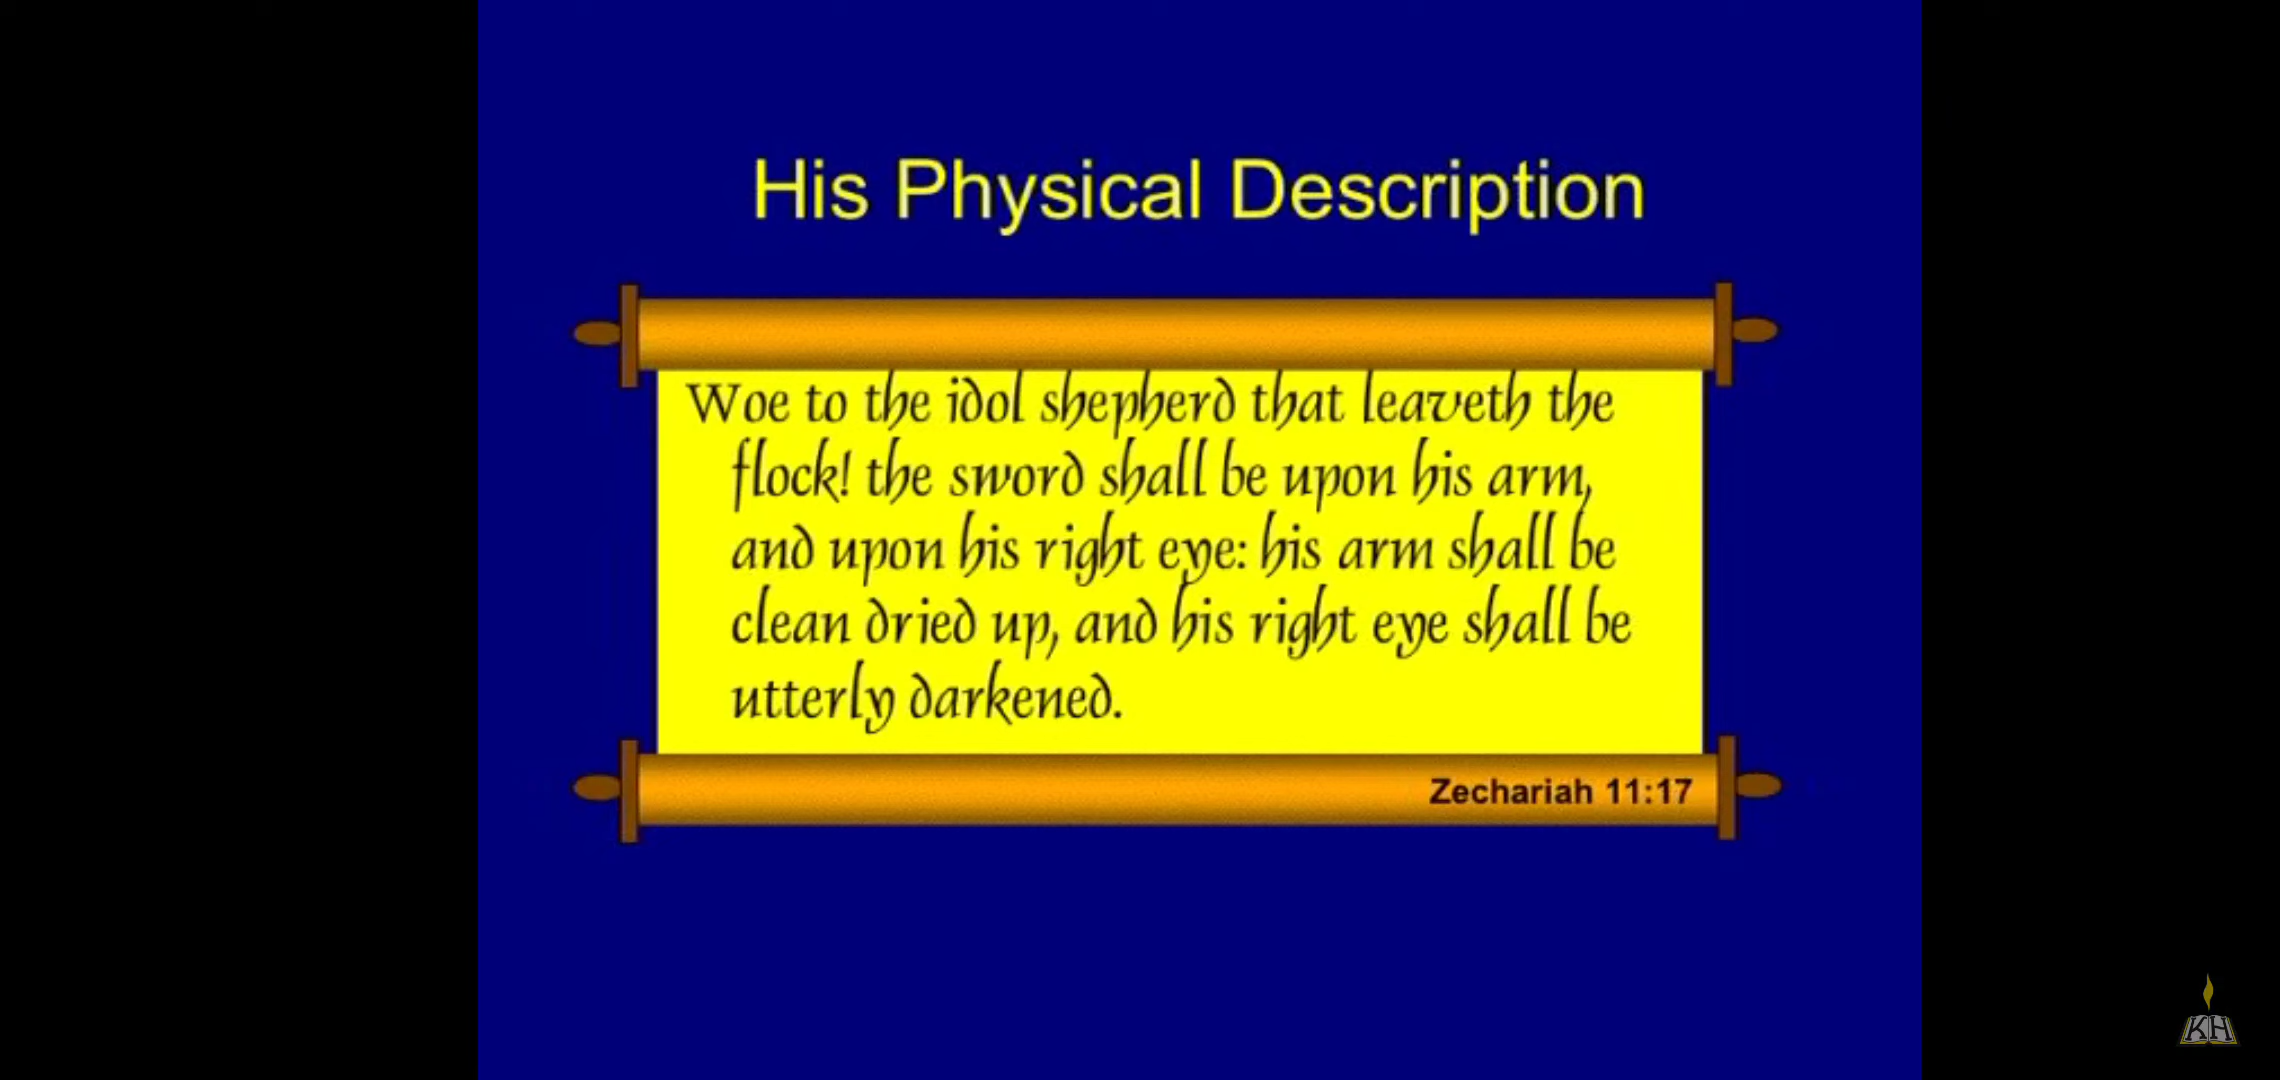 His Physical Description
Woe to the idol shepherd that leaveth the
flock! the sword shall be upon his arm,
and upon his right eye: his arm shall be
clean dried up, and his right eye shall be
utterly darkened.
Zechariah 11:17
KH